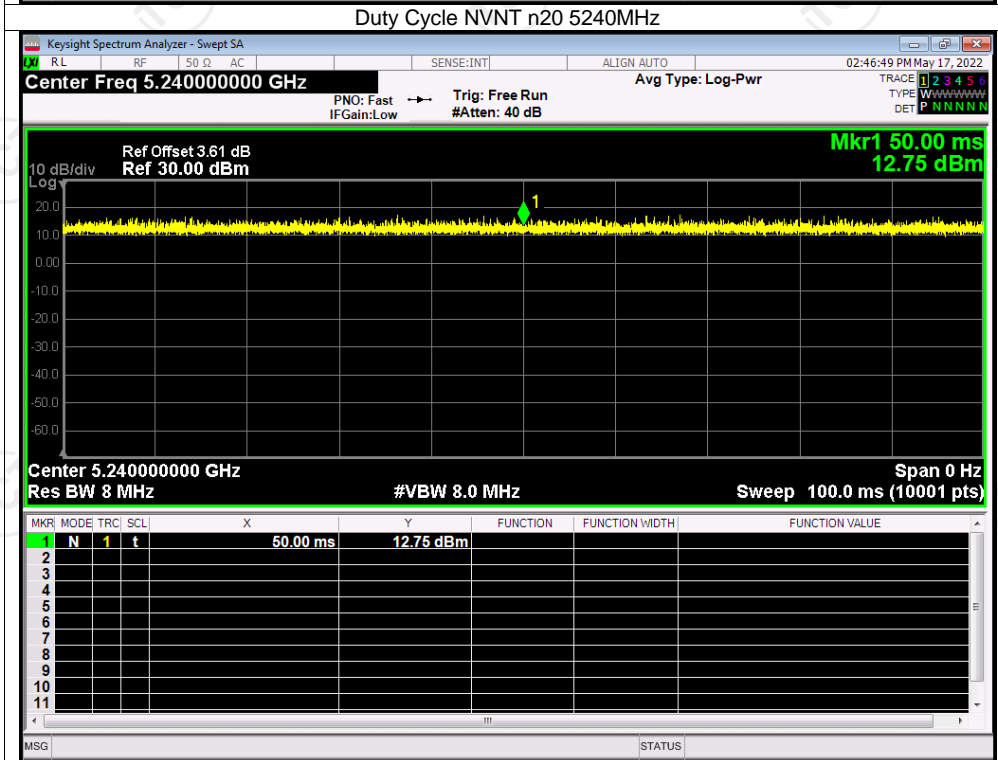 Duty Cycle NVNT n20 5240MHz
Keysight Spectrum Analyzer - Swept SA
LXI RL RF 50 Ω AC SENSE:INT ALIGN AUTO 02:46:49 PM May 17, 2022
Center Freq 5.240000000 GHz
PNO: Fast
IFGain:Low
Trig: Free Run
#Atten: 40 dB
Avg Type: Log-Pwr
TRACE 1 2 3 4 5 6
TYPE WWWWWW
DET P N N N N N
Mkr1 50.00 ms
12.75 dBm
Ref Offset 3.61 dB
10 dB/div Ref 30.00 dBm
Log
20.0
10.0
0.00
-10.0
-20.0
-30.0
-40.0
-50.0
-60.0
1
Center 5.240000000 GHz Span 0 Hz
Res BW 8 MHz #VBW 8.0 MHz Sweep 100.0 ms (10001 pts)
MKR MODE TRC SCL X Y FUNCTION FUNCTION WIDTH FUNCTION VALUE
1 N 1 t 50.00 ms 12.75 dBm
2
3
4
5
6
7
8
9
10
11
MSG STATUS